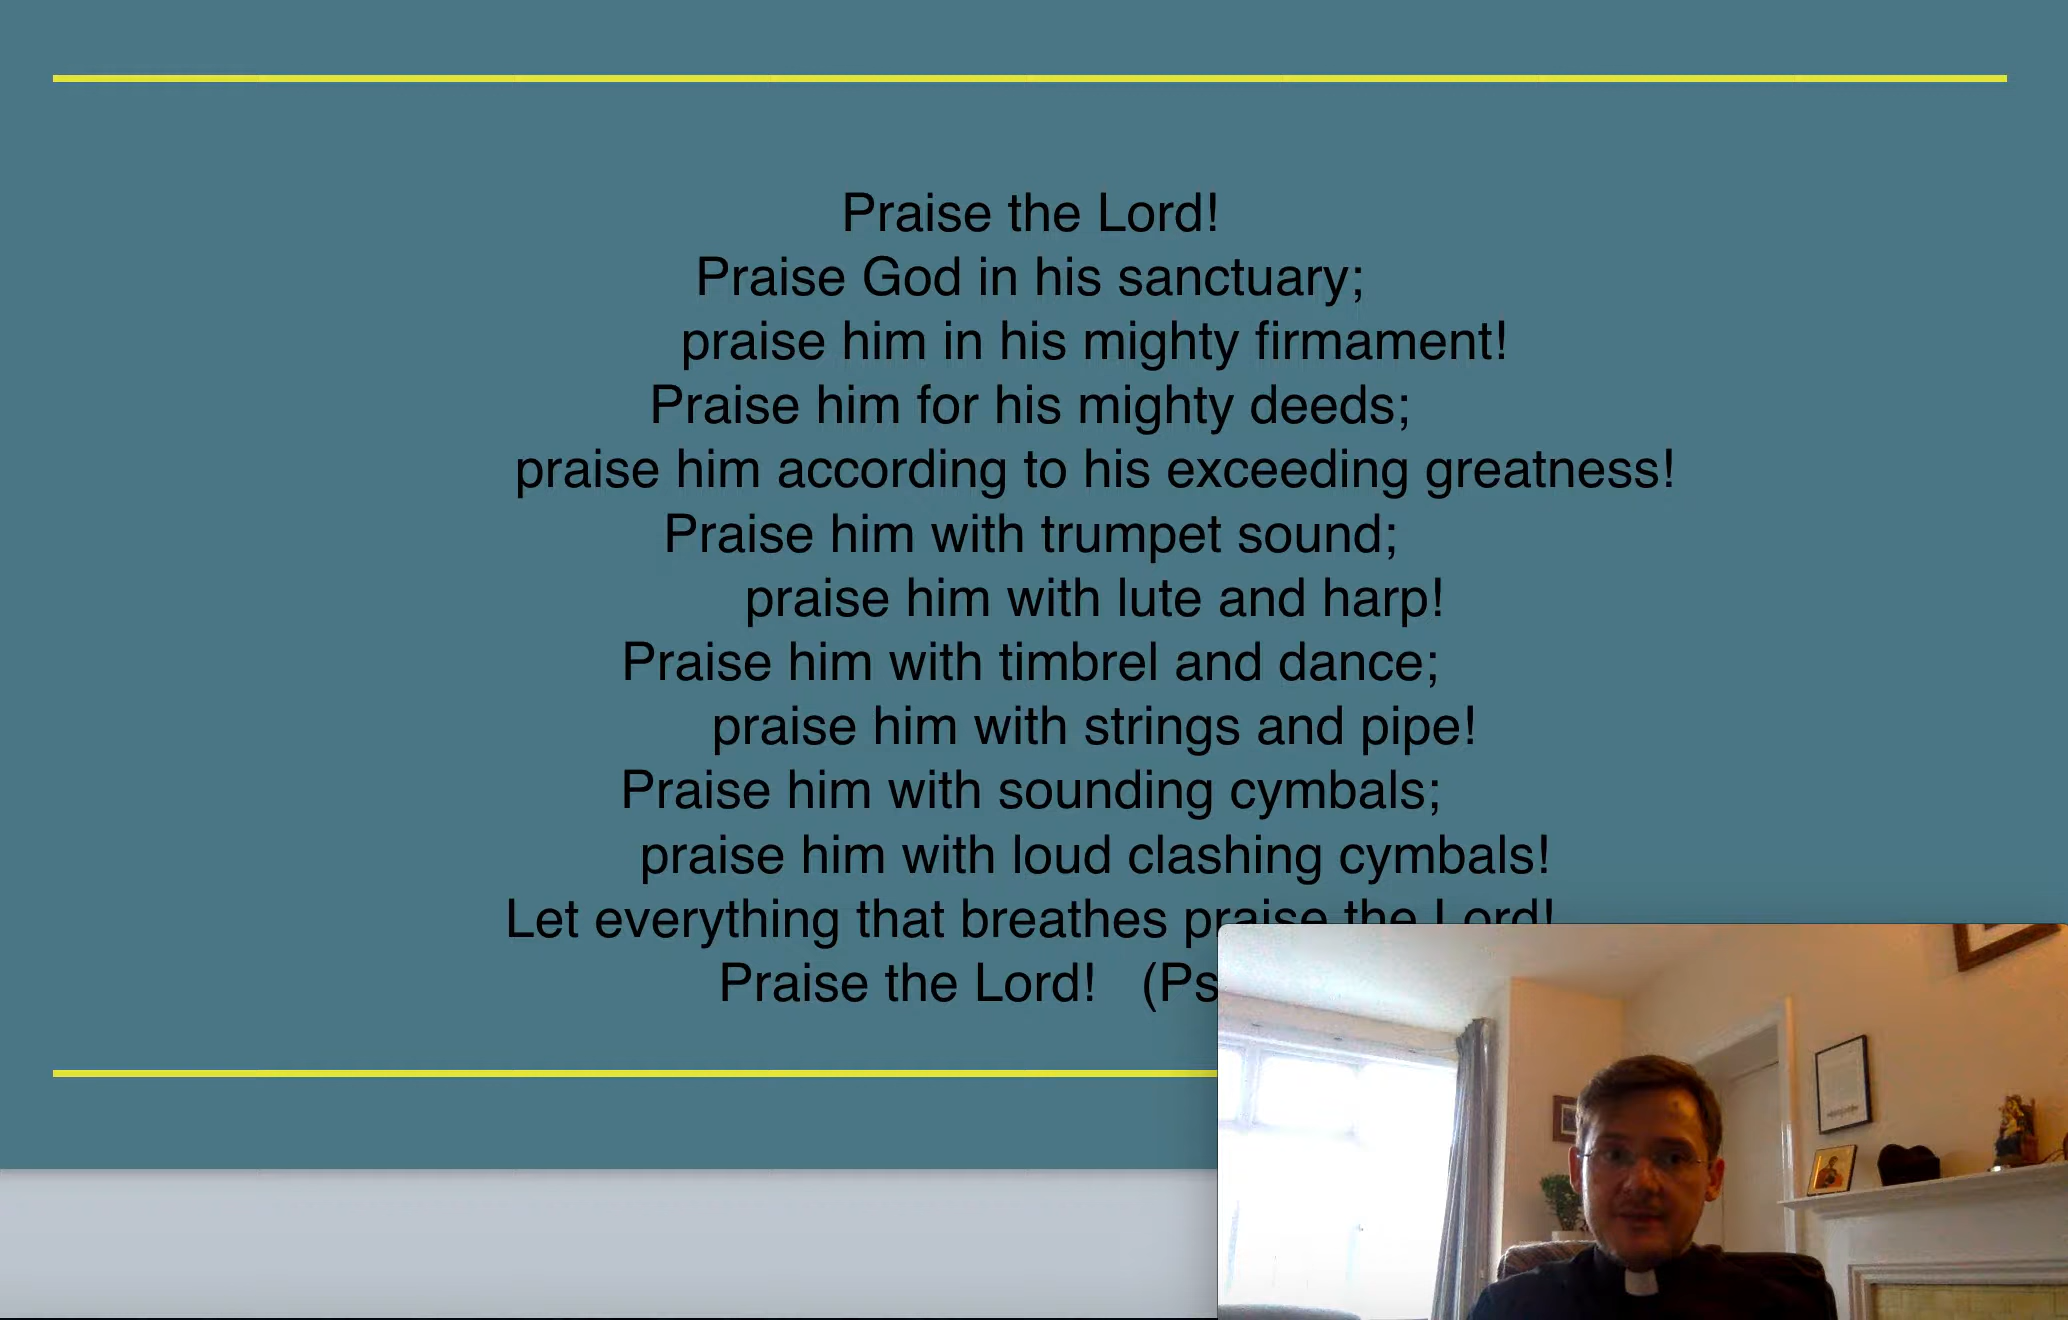 Praise the Lord!
Praise God in his sanctuary;
praise him in his mighty firmament!
Praise him for his mighty deeds;
praise him according to his exceeding greatness!
Praise him with trumpet sound;
praise him with lute and harp!
Praise him with timbrel and dance;
praise him with strings and pipe!
Praise him with sounding cymbals;
praise him with loud clashing cymbals!
Let everything that breathes praise the Lord!
Praise the Lord! (Ps